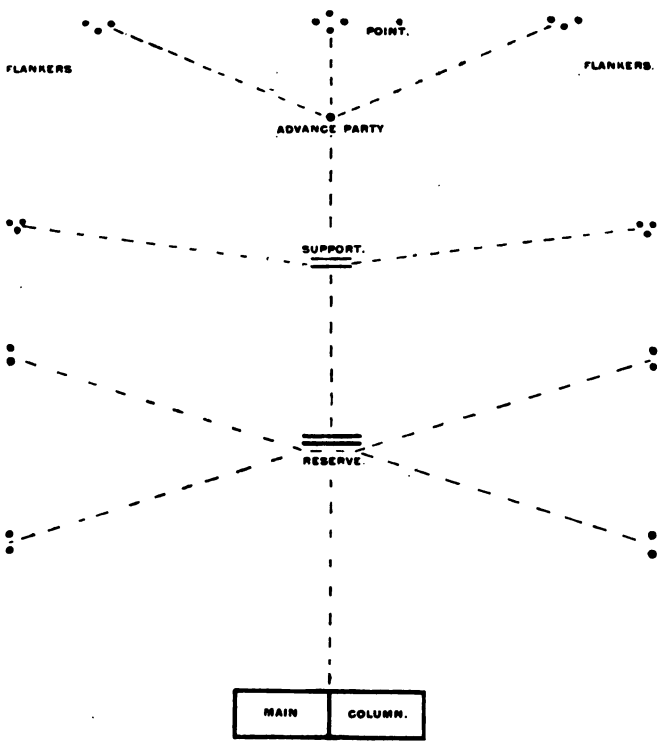 POINT.
FLANKERS
FLANKERS.
ADVANCE PARTY
SUPPORT.
RESERVE.
MAIN COLUMN.